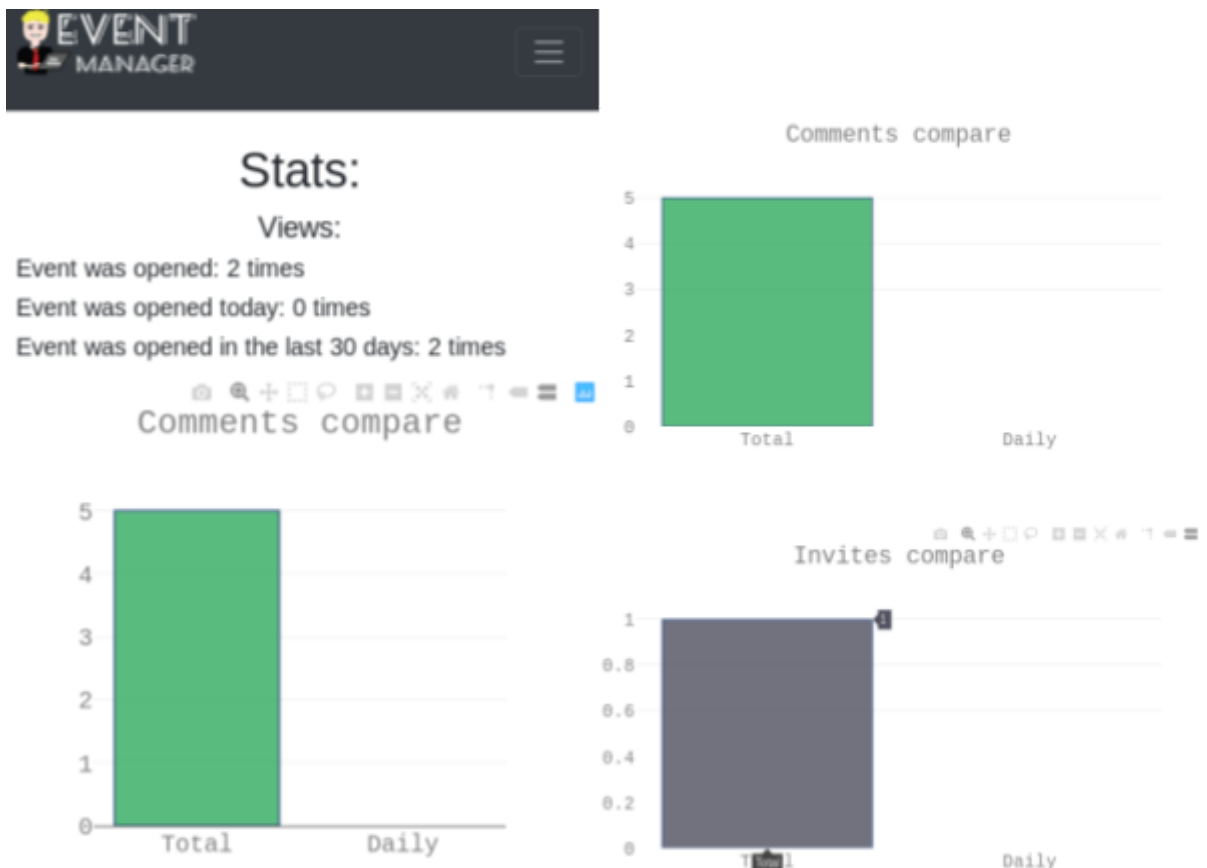 EVENT
MANAGER
Stats:
Views:
Event was opened: 2 times
Event was opened today: 0 times
Event was opened in the last 30 days: 2 times
Comments compare
5
4
3
2
1
0
Total Daily
Comments compare
5
4
3
2
1
0
Total Daily
Invites compare
1
1
0.8
0.6
0.4
0.2
0
Total
Daily